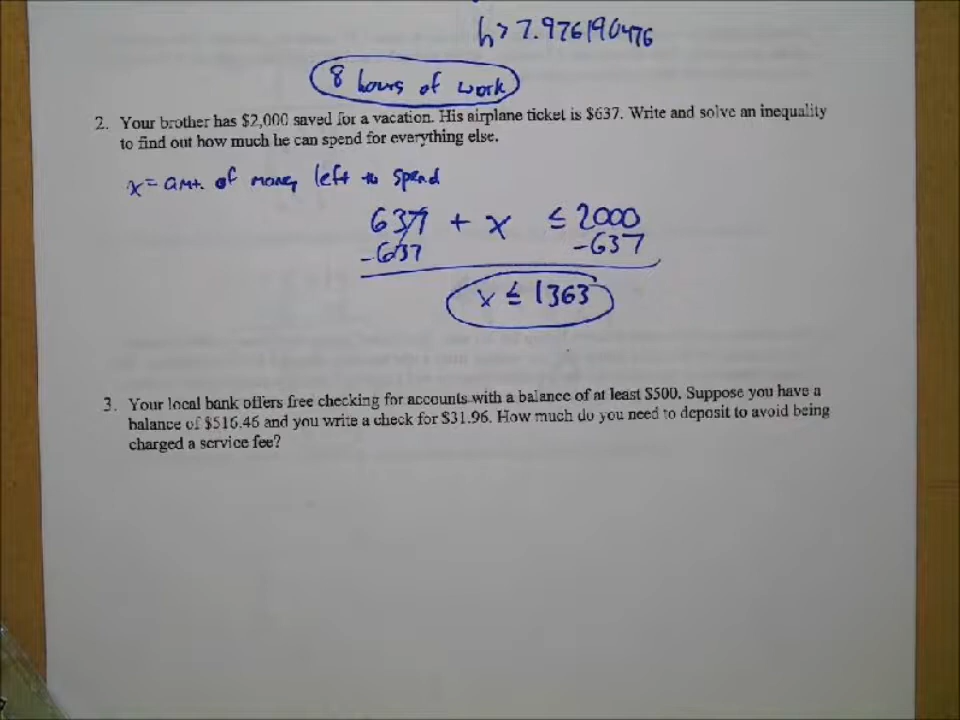 h > 7.976190476
8 hours of work
2. Your brother has $2,000 saved for a vacation. His airplane ticket is $637. Write and solve an inequality
to find out how much he can spend for everything else.
x = amt. of money left to spend
637 + x ≤ 2000
-637 -637
x ≤ 1363
3. Your local bank offers free checking for accounts with a balance of at least $500. Suppose you have a
balance of $516.46 and you write a check for $31.96. How much do you need to deposit to avoid being
charged a service fee?